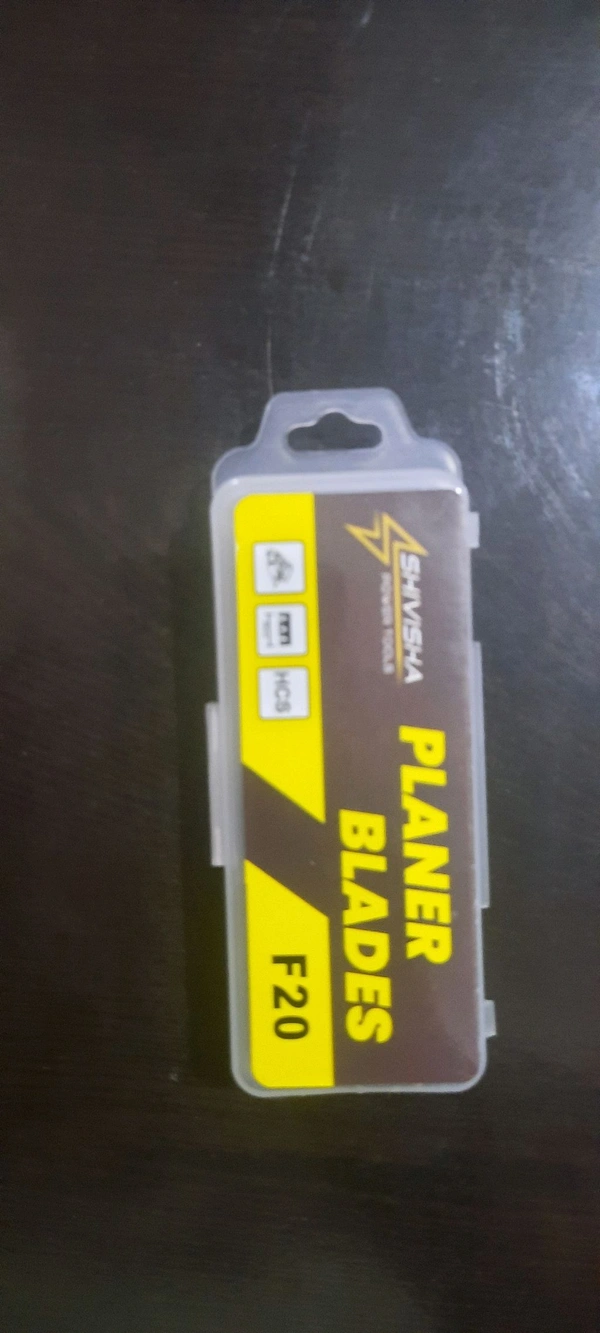 SHIVISHA
POWER TOOLS
PLANER
BLADES
HCS
F20